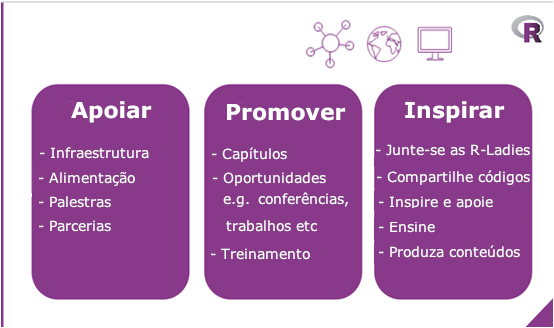 R
Apoiar
- Infraestrutura
- Alimentação
- Palestras
- Parcerias
Promover
- Capítulos
- Oportunidades
e.g. conferências,
trabalhos etc
- Treinamento
Inspirar
- Junte-se as R-Ladies
- Compartilhe códigos
- Inspire e apoie
- Ensine
- Produza conteúdos